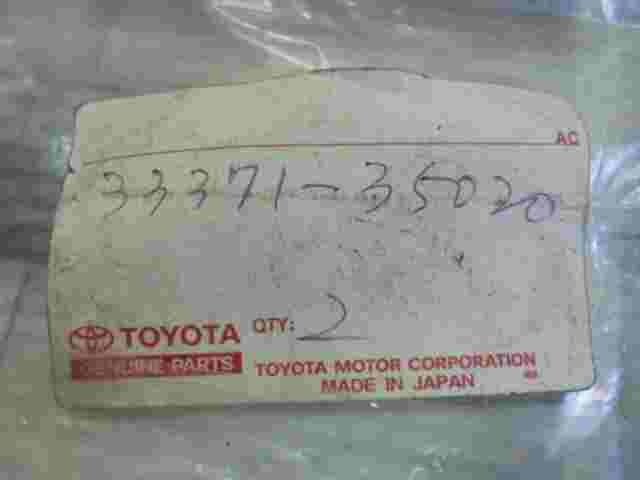 AC
33371-35020
TOYOTA QTY: 2
GENUINE PARTS TOYOTA MOTOR CORPORATION
MADE IN JAPAN